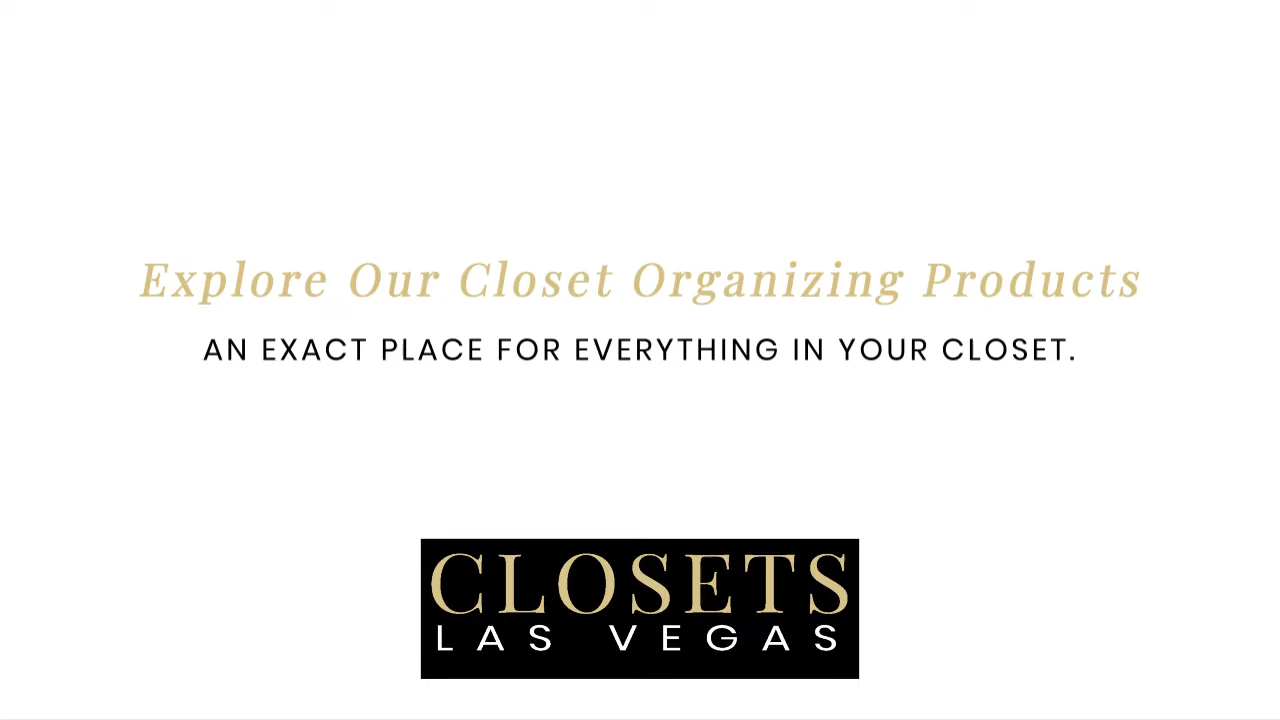 Explore Our Closet Organizing Products
AN EXACT PLACE FOR EVERYTHING IN YOUR CLOSET.
CLOSETS
LAS VEGAS